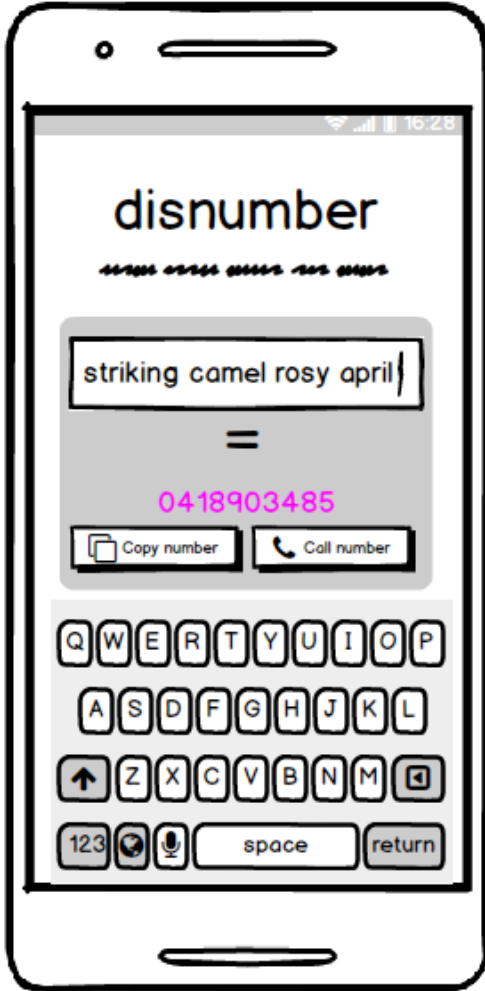 16:28
disnumber
striking camel rosy april
=
0418903485
Copy number
Call number
Q W E R T Y U I O P
A S D F G H J K L
Z X C V B N M
123 space return